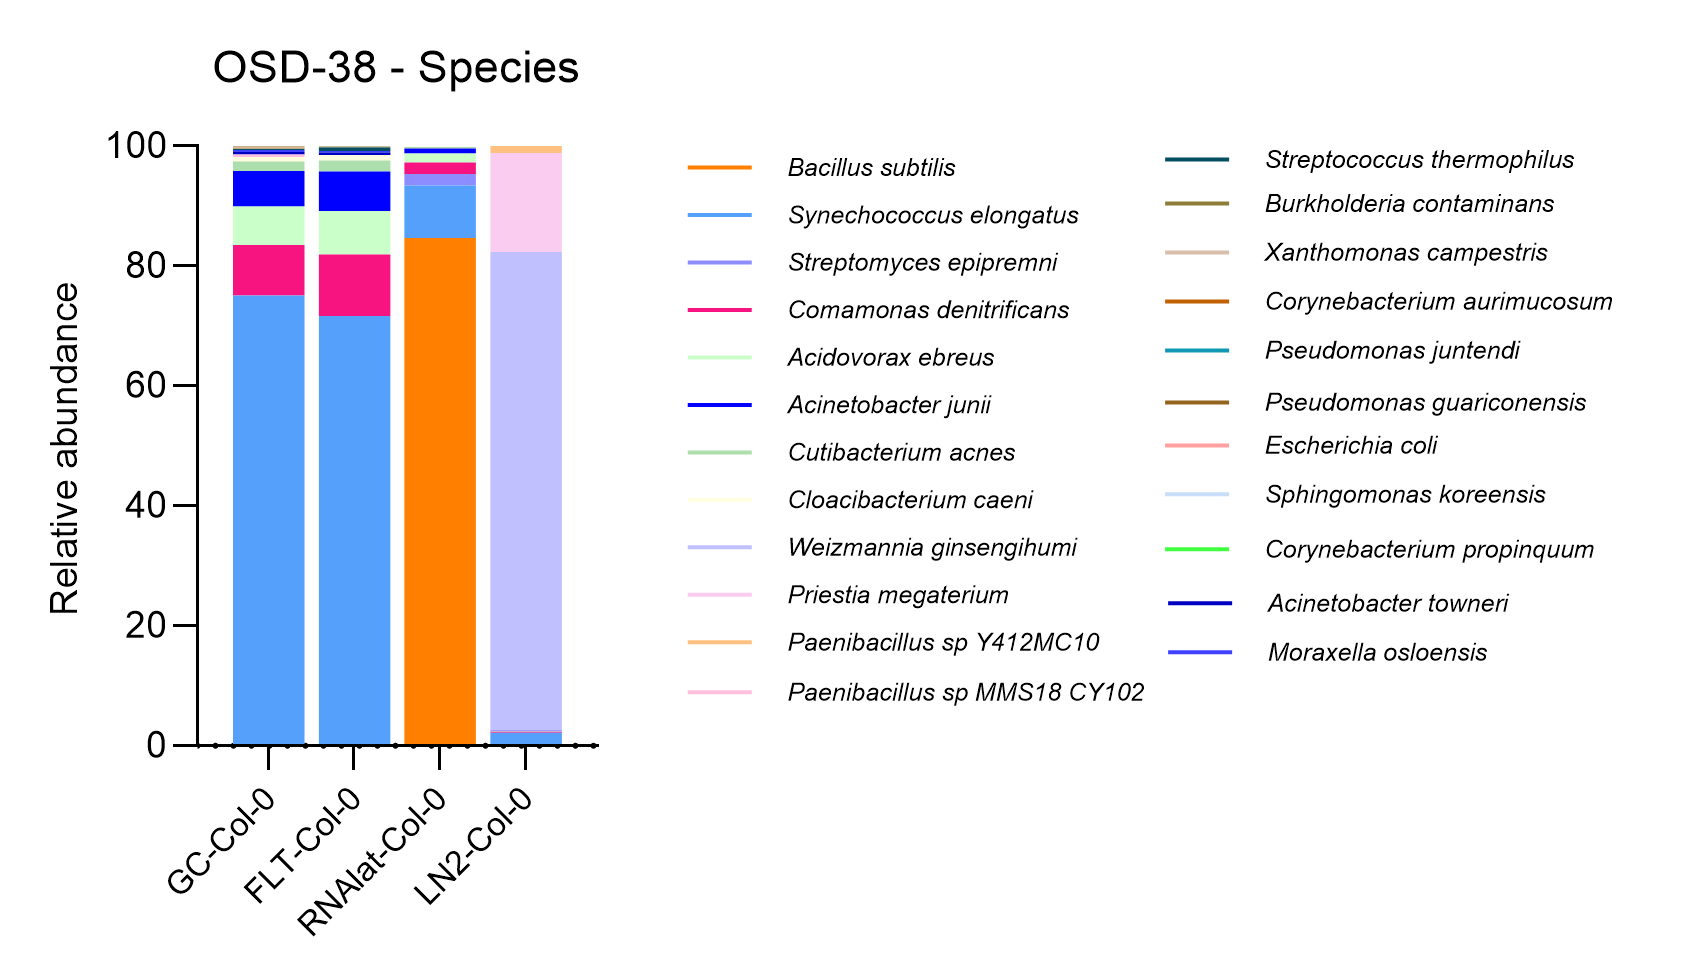 OSD-38 - Species
Relative abundance
100
80
60
40
20
0
GC-Col-0
FLT-Col-0
RNAlat-Col-0
LN2-Col-0
Bacillus subtilis
Synechococcus elongatus
Streptomyces epipremni
Comamonas denitrificans
Acidovorax ebreus
Acinetobacter junii
Cutibacterium acnes
Cloacibacterium caeni
Weizmannia ginsengihumi
Priestia megaterium
Paenibacillus sp Y412MC10
Paenibacillus sp MMS18 CY102
Streptococcus thermophilus
Burkholderia contaminans
Xanthomonas campestris
Corynebacterium aurimucosum
Pseudomonas juntendi
Pseudomonas guariconensis
Escherichia coli
Sphingomonas koreensis
Corynebacterium propinquum
Acinetobacter towneri
Moraxella osloensis